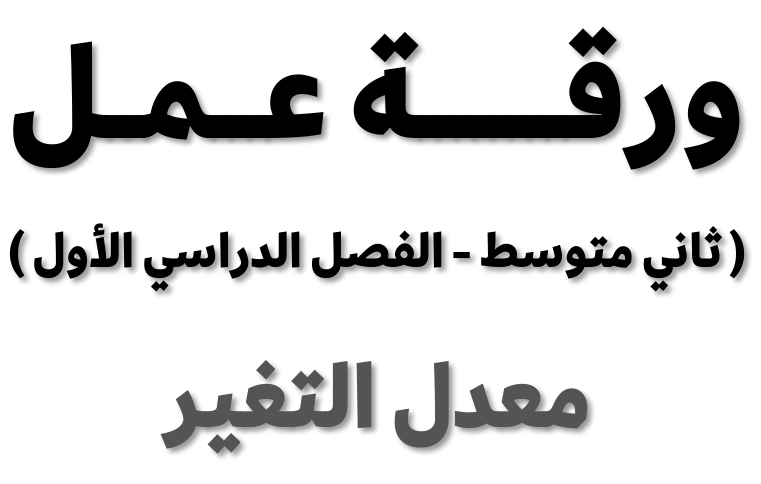 ورقـــة عـمـل
( ثاني متوسط - الفصل الدراسي الأول )
معدل التغير